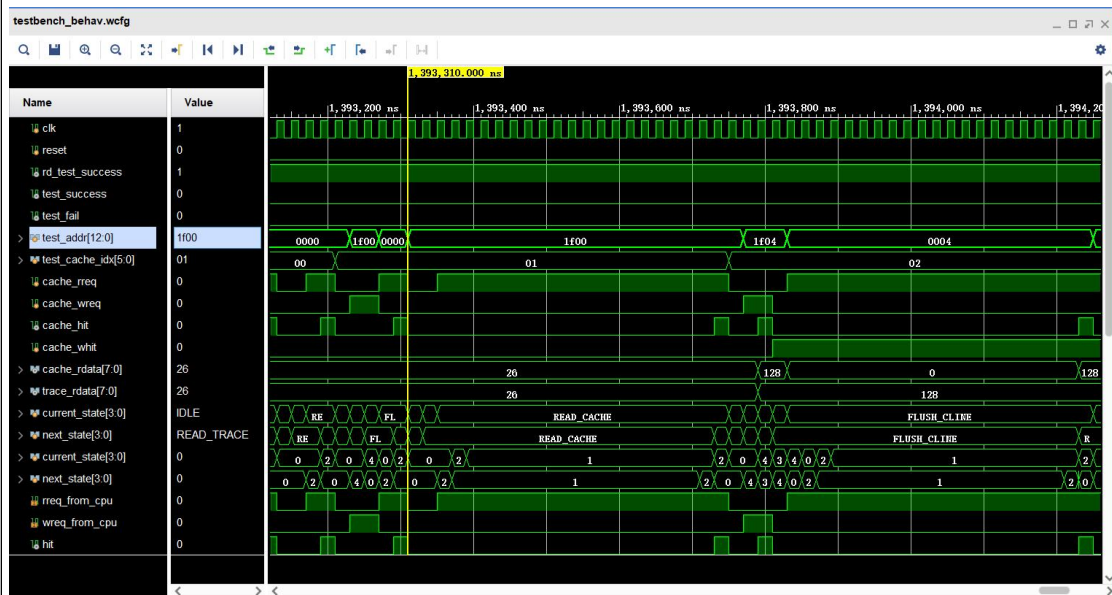 testbench_behav.wcfg
1,393,310.000 ns
Name Value
1,393,200 ns 1,393,400 ns 1,393,600 ns 1,393,800 ns 1,394,000 ns 1,394,20
clk 1
reset 0
rd_test_success 1
test_success 0
test_fail 0
test_addr[12:0] 1f00 0000 1f00 0000 1f00 1f04 0004
test_cache_idx[5:0] 01 00 01 02
cache_rreq 0
cache_wreq 0
cache_hit 0
cache_whit 0
cache_rdata[7:0] 26 26 128 0 128
trace_rdata[7:0] 26 26 128
current_state[3:0] IDLE RE FL READ_CACHE FLUSH_CLINE
next_state[3:0] READ_TRACE RE FL READ_CACHE FLUSH_CLINE R
current_state[3:0] 0 0 2 0 4 0 2 0 2 1 2 0 4 3 4 0 2 1 2
next_state[3:0] 0 0 2 0 4 0 2 0 2 1 2 0 4 3 4 0 2 1 2 0
rreq_from_cpu 0
wreq_from_cpu 0
hit 0